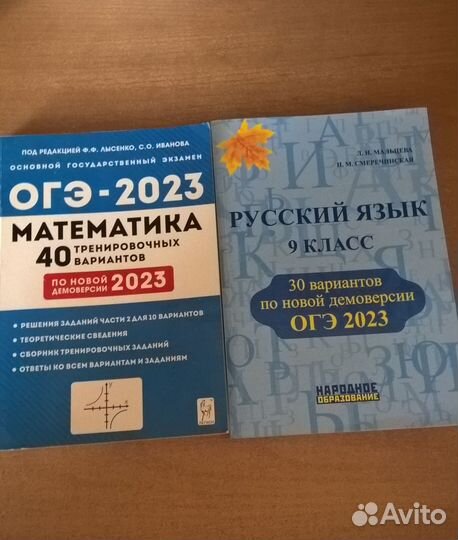 ПОД РЕДАКЦИЕЙ Ф.Ф. ЛЫСЕНКО, С.О. ИВАНОВА
ОСНОВНОЙ ГОСУДАРСТВЕННЫЙ ЭКЗАМЕН
ОГЭ - 2023
МАТЕМАТИКА
40 ТРЕНИРОВОЧНЫХ
ВАРИАНТОВ
ПО НОВОЙ
ДЕМОВЕРСИИ 2023
• РЕШЕНИЯ ЗАДАНИЙ ЧАСТИ 2 ДЛЯ 10 ВАРИАНТОВ
• ТЕОРЕТИЧЕСКИЕ СВЕДЕНИЯ
• СБОРНИК ТРЕНИРОВОЧНЫХ ЗАДАНИЙ
• ОТВЕТЫ КО ВСЕМ ВАРИАНТАМ И ЗАДАНИЯМ
Л. И. МАЛЬЦЕВА
П. М. СМЕРЕЧИНСКАЯ
РУССКИЙ ЯЗЫК
9 КЛАСС
30 вариантов
по новой демоверсии
ОГЭ 2023
НАРОДНОЕ
ОБРАЗОВАНИЕ
Avito